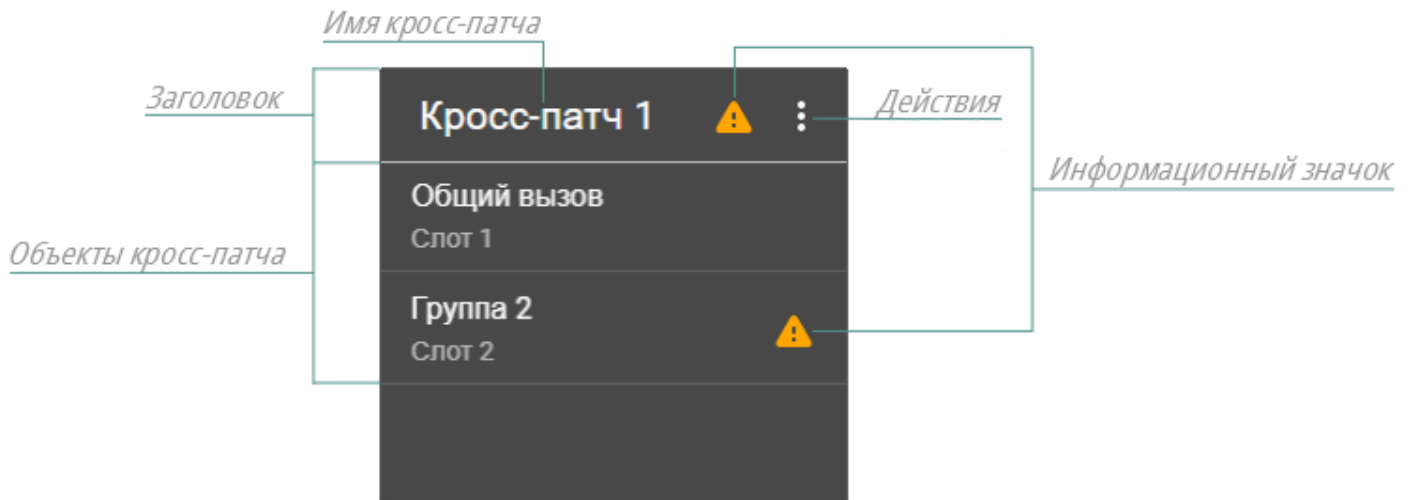 Имя кросс-патча
Заголовок
Кросс-патч 1
Действия
Информационный значок
Общий вызов
Слот 1
Объекты кросс-патча
Группа 2
Слот 2